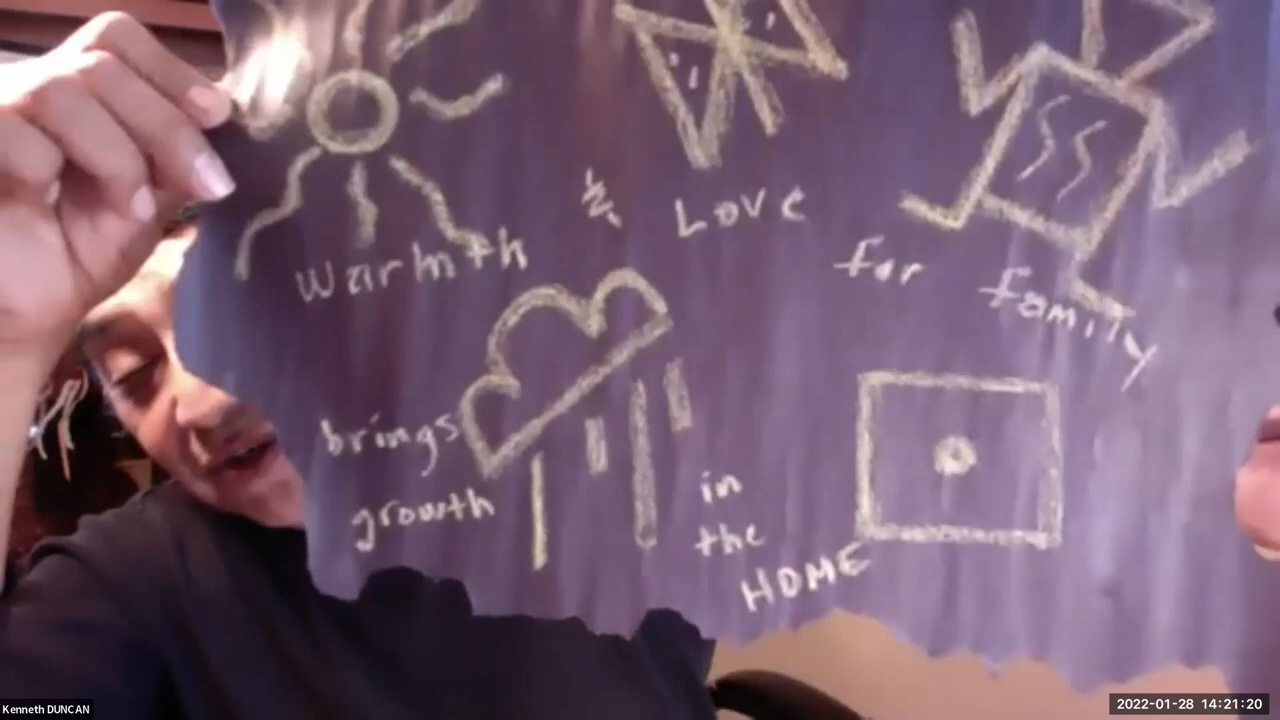 Warmth
& Love
for family
brings
growth
in
the
HOME
Kenneth DUNCAN
2022-01-28 14:21:20